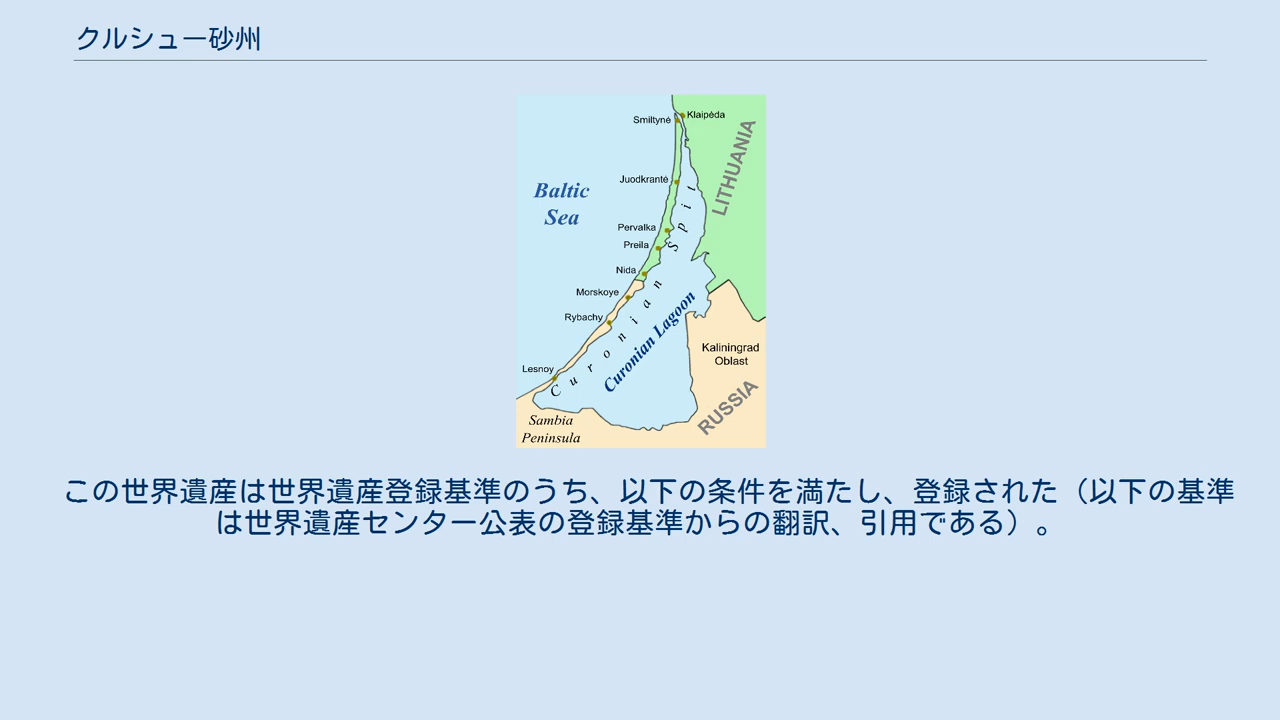 クルシュー砂州
Smiltynė
Klaipėda
LITHUANIA
Juodkrantė
Baltic
Sea
Pervalka
Preila
Nida
Morskoye
Rybachy
Lesnoy
Curonian Spit
Curonian Lagoon
Kaliningrad
Oblast
RUSSIA
Sambia
Peninsula
この世界遺産は世界遺産登録基準のうち、以下の条件を満たし、登録された（以下の基準
は世界遺産センター公表の登録基準からの翻訳、引用である）。